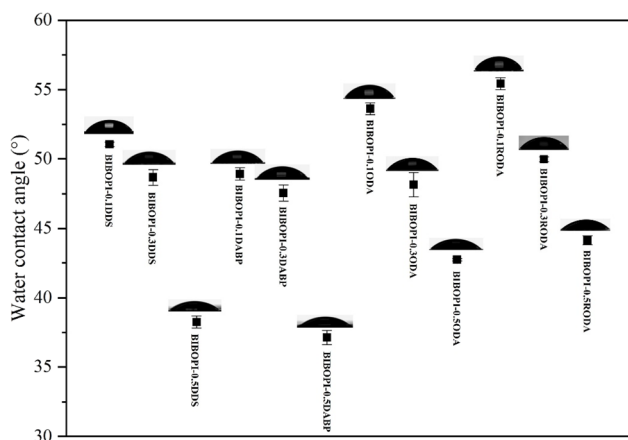 60
55
50
45
40
35
30
Water contact angle (°)
BIBOPI-0.1DDS
BIBOPI-0.3DDS
BIBOPI-0.5DDS
BIBOPI-0.1DABP
BIBOPI-0.3DABP
BIBOPI-0.5DABP
BIBOPI-0.1ODA
BIBOPI-0.3ODA
BIBOPI-0.5ODA
BIBOPI-0.1RODA
BIBOPI-0.3RODA
BIBOPI-0.5RODA